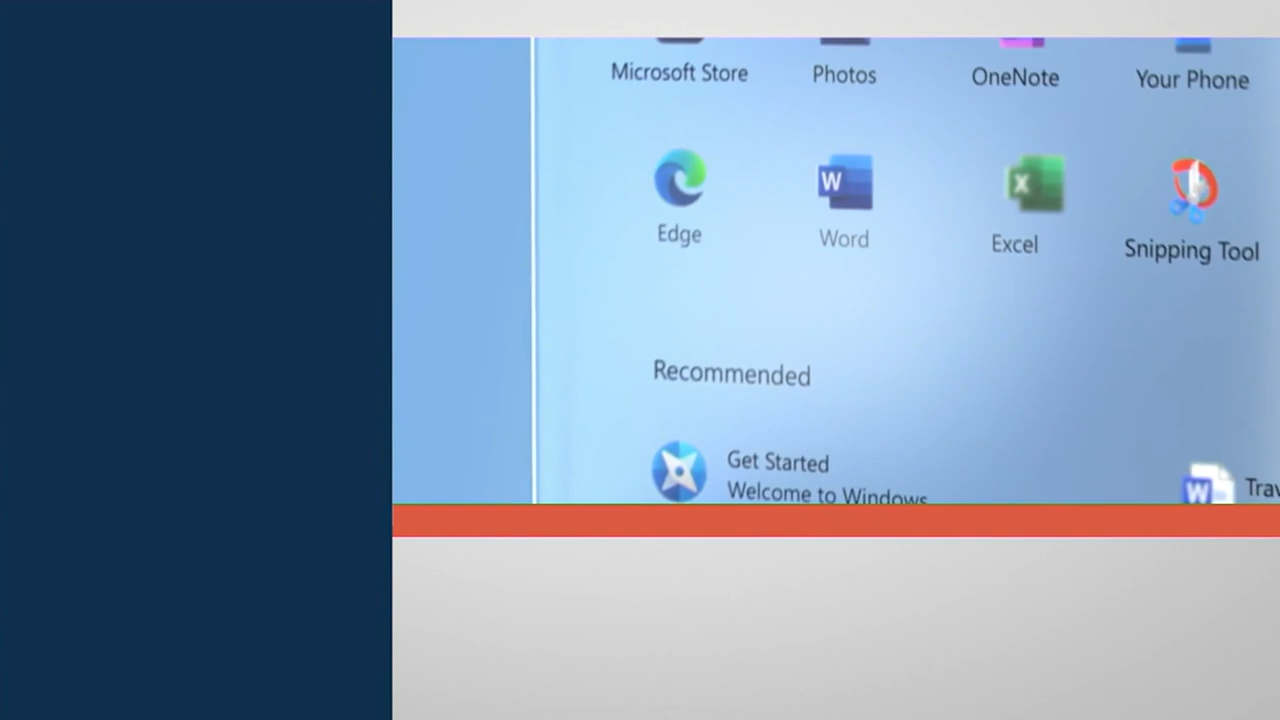 Microsoft Store Photos OneNote Your Phone
W X
Edge Word Excel Snipping Tool
Recommended
Get Started
Welcome to Windows
W